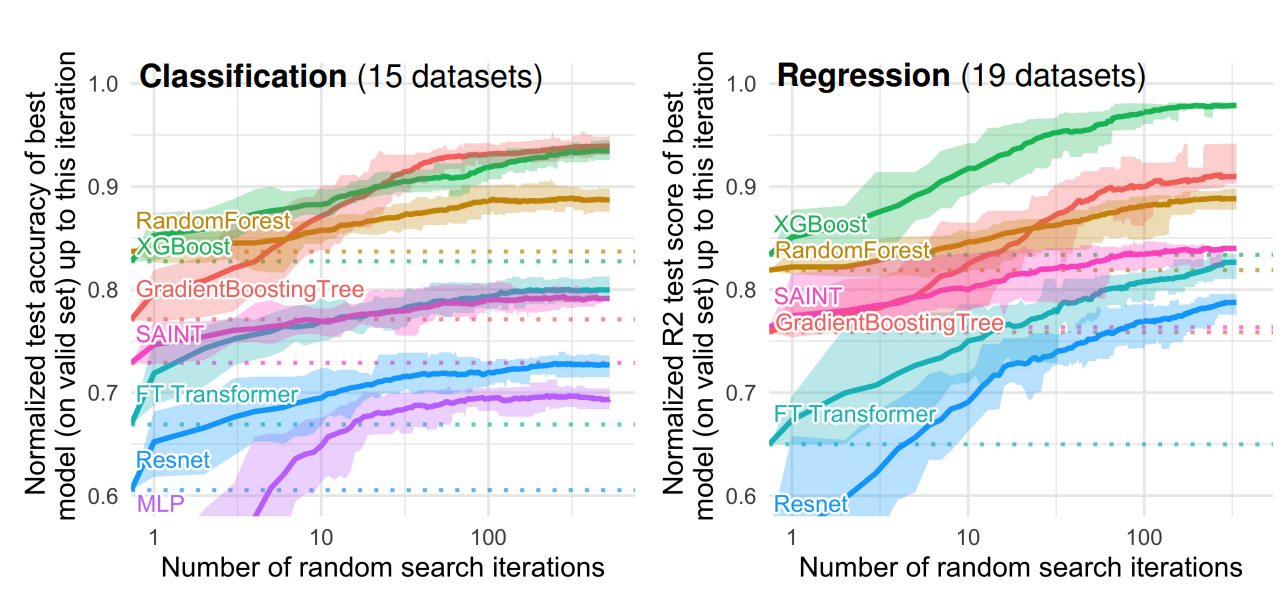 Classification (15 datasets)
Normalized test accuracy of best
model (on valid set) up to this iteration
1.0
0.9
0.8
0.7
0.6
RandomForest
XGBoost
GradientBoostingTree
SAINT
FT Transformer
Resnet
MLP
1
10
100
Number of random search iterations
Regression (19 datasets)
Normalized R2 test score of best
model (on valid set) up to this iteration
1.0
0.9
0.8
0.7
0.6
XGBoost
RandomForest
SAINT
GradientBoostingTree
FT Transformer
Resnet
1
10
100
Number of random search iterations